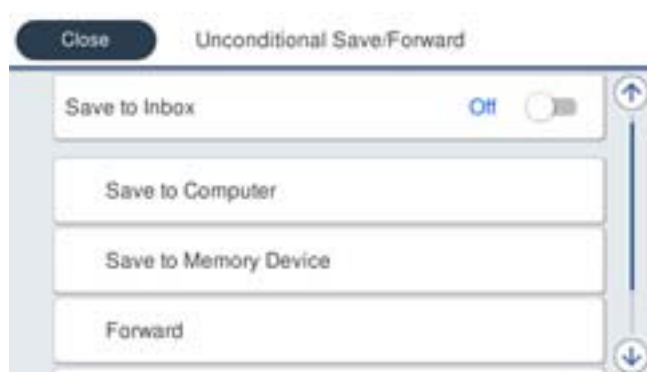 Close
Unconditional Save/Forward
Save to Inbox
Off
Save to Computer
Save to Memory Device
Forward